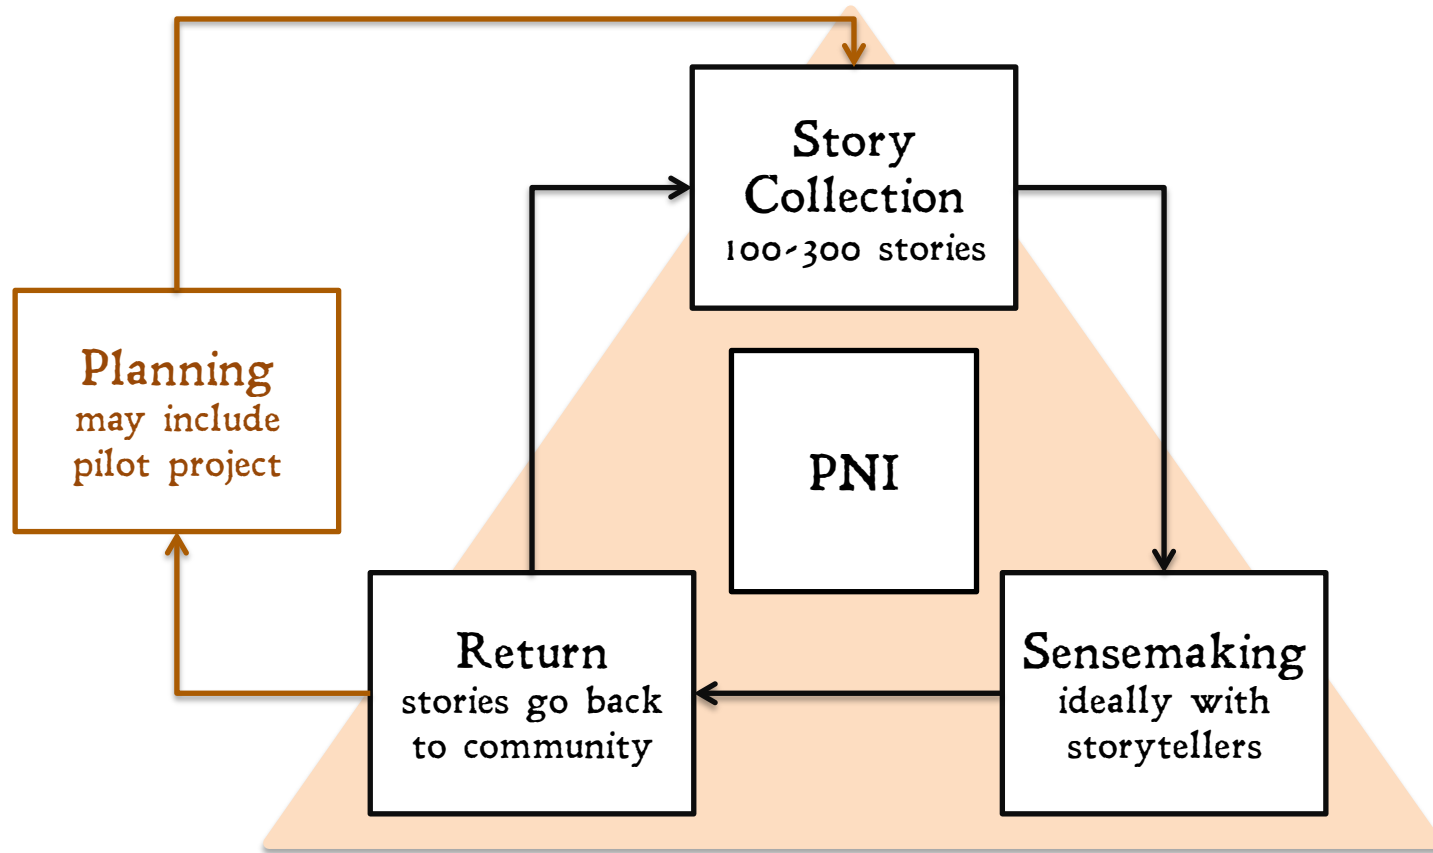 Story
Collection
100-300 stories
Planning
may include
pilot project
PNI
Return
stories go back
to community
Sensemaking
ideally with
storytellers